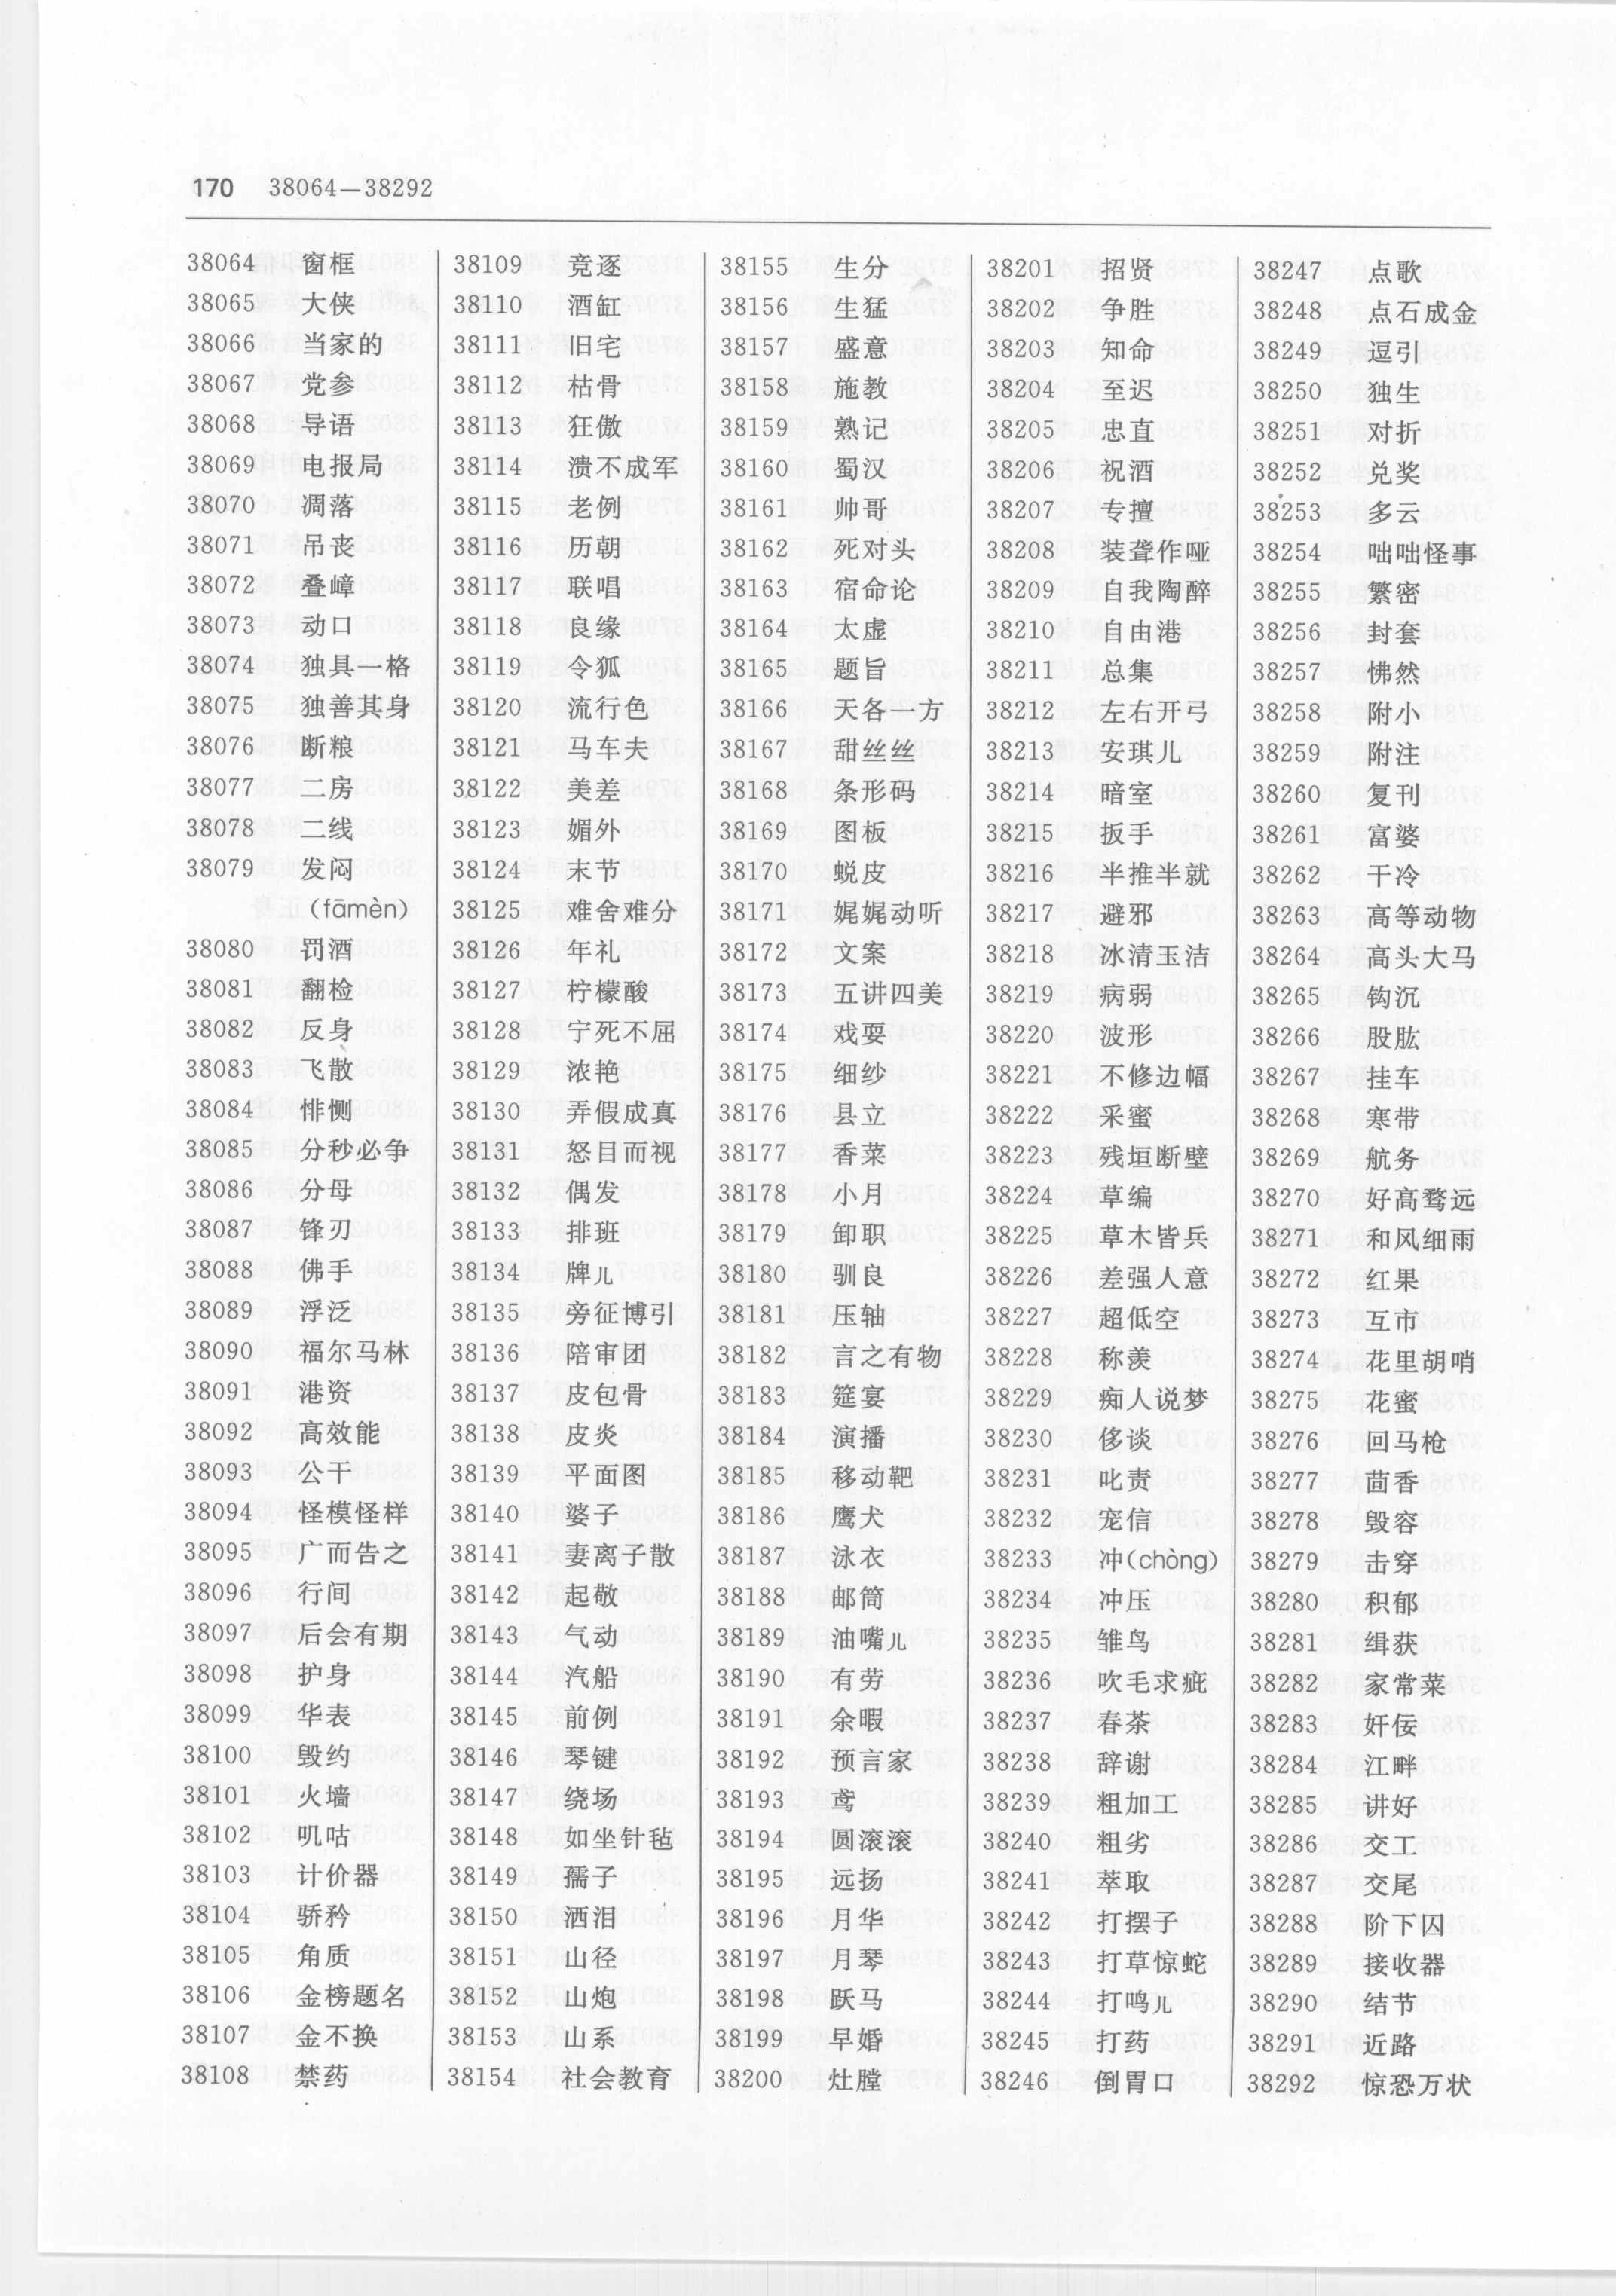 170 38064—38292
38064 窗框
38065 大侠
38066 当家的
38067 党参
38068 导语
38069 电报局
38070 凋落
38071 吊丧
38072 叠嶂
38073 动口
38074 独具一格
38075 独善其身
38076 断粮
38077 二房
38078 二线
38079 发闷
(fāmèn)
38080 罚酒
38081 翻检
38082 反身
38083 飞散
38084 悱恻
38085 分秒必争
38086 分母
38087 锋刃
38088 佛手
38089 浮泛
38090 福尔马林
38091 港资
38092 高效能
38093 公干
38094 怪模怪样
38095 广而告之
38096 行间
38097 后会有期
38098 护身
38099 华表
38100 毁约
38101 火墙
38102 叽咕
38103 计价器
38104 骄矜
38105 角质
38106 金榜题名
38107 金不换
38108 禁药
38109 竞逐
38110 酒缸
38111 旧宅
38112 枯骨
38113 狂傲
38114 溃不成军
38115 老例
38116 历朝
38117 联唱
38118 良缘
38119 令狐
38120 流行色
38121 马车夫
38122 美差
38123 媚外
38124 末节
38125 难舍难分
38126 年礼
38127 柠檬酸
38128 宁死不屈
38129 浓艳
38130 弄假成真
38131 怒目而视
38132 偶发
38133 排班
38134 牌儿
38135 旁征博引
38136 陪审团
38137 皮包骨
38138 皮炎
38139 平面图
38140 婆子
38141 妻离子散
38142 起敬
38143 气动
38144 汽船
38145 前例
38146 琴键
38147 绕场
38148 如坐针毡
38149 孺子
38150 洒泪
38151 山径
38152 山炮
38153 山系
38154 社会教育
38155 生分
38156 生猛
38157 盛意
38158 施教
38159 熟记
38160 蜀汉
38161 帅哥
38162 死对头
38163 宿命论
38164 太虚
38165 题旨
38166 天各一方
38167 甜丝丝
38168 条形码
38169 图板
38170 蜕皮
38171 娓娓动听
38172 文案
38173 五讲四美
38174 戏耍
38175 细纱
38176 县立
38177 香菜
38178 小月
38179 卸职
38180 驯良
38181 压轴
38182 言之有物
38183 筵宴
38184 演播
38185 移动靶
38186 鹰犬
38187 泳衣
38188 邮筒
38189 油嘴儿
38190 有劳
38191 余暇
38192 预言家
38193 鸢
38194 圆滚滚
38195 远扬
38196 月华
38197 月琴
38198 跃马
38199 早婚
38200 灶膛
38201 招贤
38202 争胜
38203 知命
38204 至迟
38205 忠直
38206 祝酒
38207 专擅
38208 装聋作哑
38209 自我陶醉
38210 自由港
38211 总集
38212 左右开弓
38213 安琪儿
38214 暗室
38215 扳手
38216 半推半就
38217 避邪
38218 冰清玉洁
38219 病弱
38220 波形
38221 不修边幅
38222 采蜜
38223 残垣断壁
38224 草编
38225 草木皆兵
38226 差强人意
38227 超低空
38228 称羡
38229 痴人说梦
38230 侈谈
38231 叱责
38232 宠信
38233 冲(chòng)
38234 冲压
38235 雏鸟
38236 吹毛求疵
38237 春茶
38238 辞谢
38239 粗加工
38240 粗劣
38241 萃取
38242 打摆子
38243 打草惊蛇
38244 打鸣儿
38245 打药
38246 倒胃口
38247 点歌
38248 点石成金
38249 逗引
38250 独生
38251 对折
38252 兑奖
38253 多云
38254 咄咄怪事
38255 繁密
38256 封套
38257 怫然
38258 附小
38259 附注
38260 复刊
38261 富婆
38262 干冷
38263 高等动物
38264 高头大马
38265 钩沉
38266 股肱
38267 挂车
38268 寒带
38269 航务
38270 好高骛远
38271 和风细雨
38272 红果
38273 互市
38274 花里胡哨
38275 花蜜
38276 回马枪
38277 茴香
38278 毁容
38279 击穿
38280 积郁
38281 缉获
38282 家常菜
38283 奸佞
38284 江畔
38285 讲好
38286 交工
38287 交尾
38288 阶下囚
38289 接收器
38290 结节
38291 近路
38292 惊恐万状